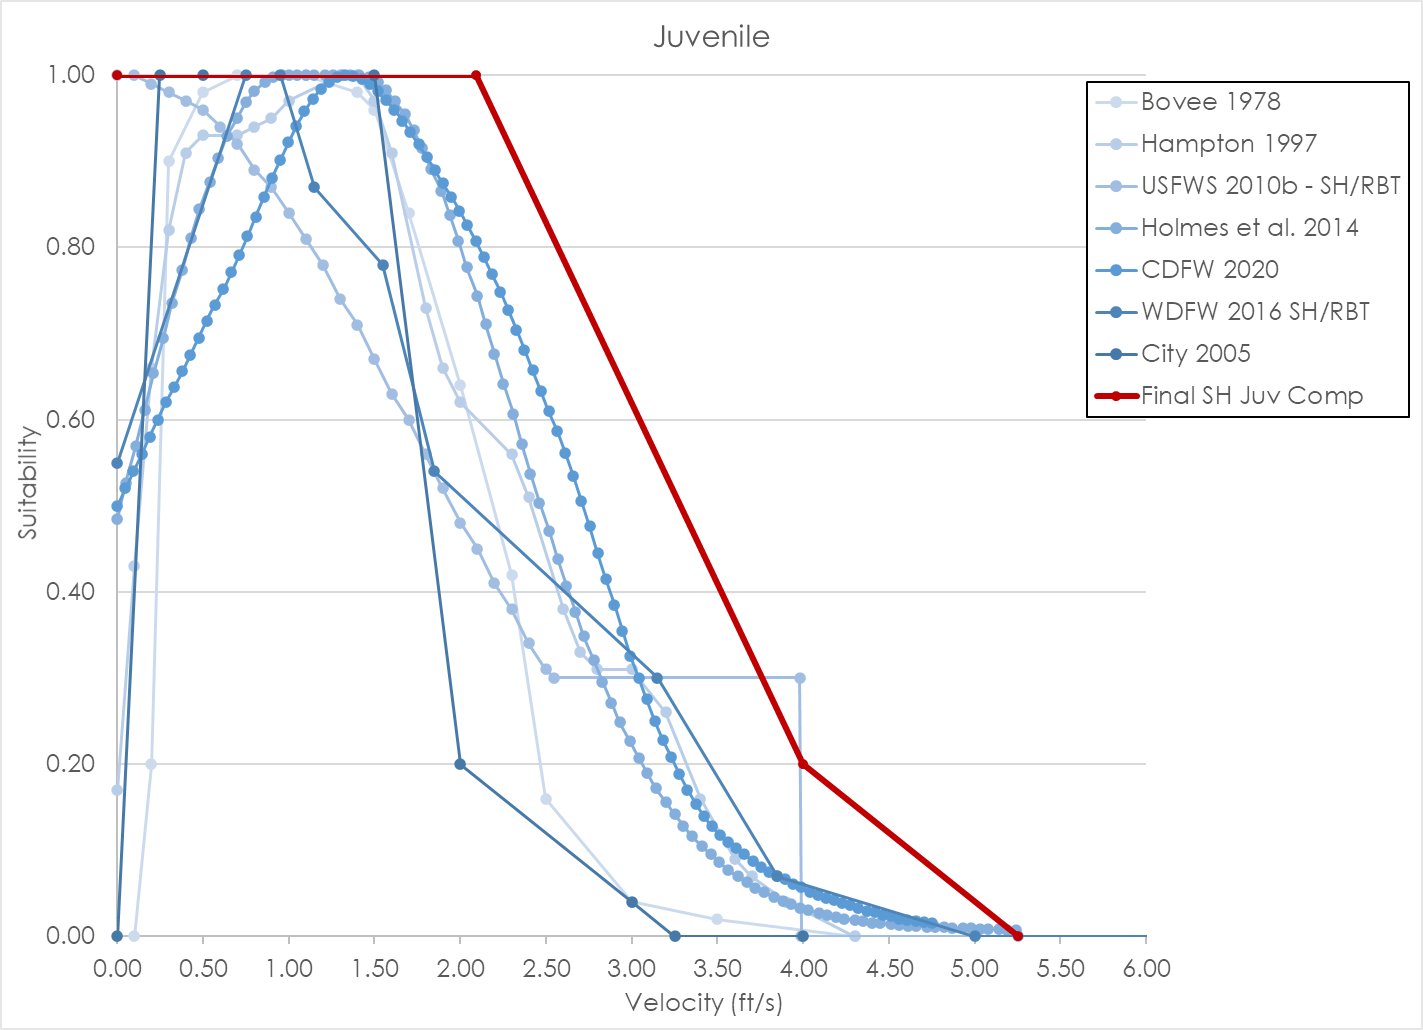 Juvenile
1.00
0.80
0.60
0.40
0.20
0.00
Suitability
0.00 0.50 1.00 1.50 2.00 2.50 3.00 3.50 4.00 4.50 5.00 5.50 6.00
Velocity (ft/s)
Bovee 1978
Hampton 1997
USFWS 2010b - SH/RBT
Holmes et al. 2014
CDFW 2020
WDFW 2016 SH/RBT
City 2005
Final SH Juv Comp